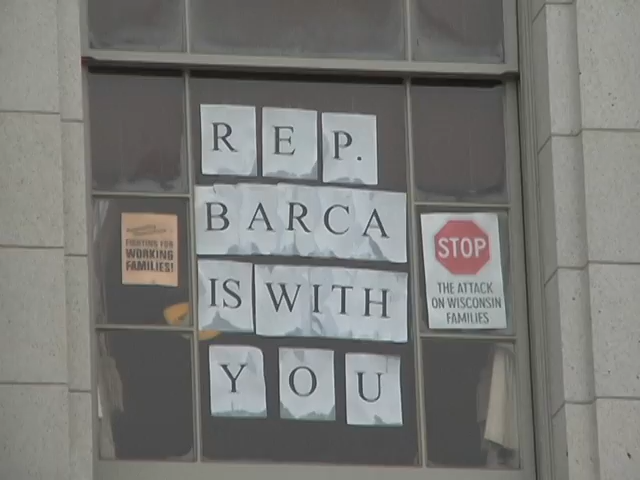 REP.
BARCA
IS WITH
YOU
FIGHTING FOR
WORKING
FAMILIES!
STOP
THE ATTACK
ON WISCONSIN
FAMILIES